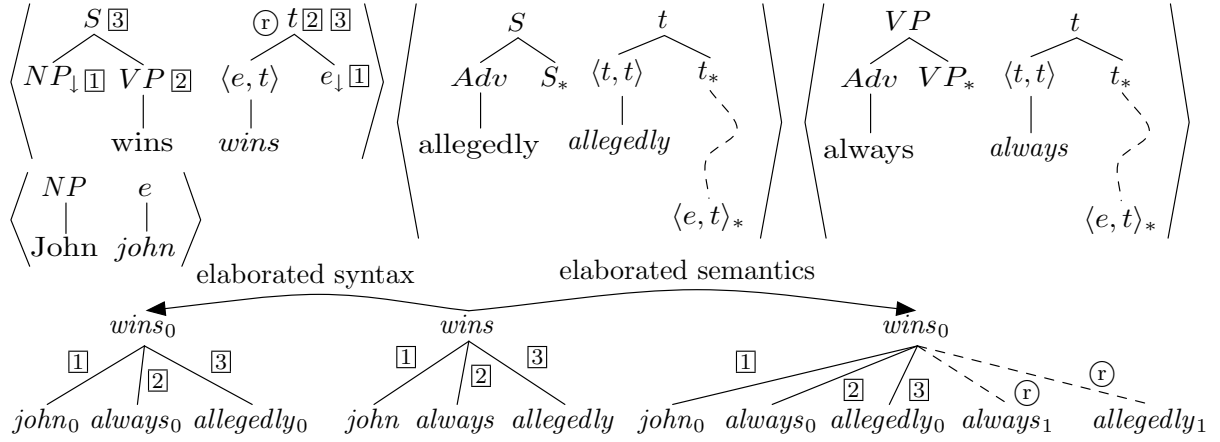 S 3 r t 2 3 S t VP t
NP↓ 1 VP 2 ⟨e, t⟩ e↓ 1 Adv S* ⟨t, t⟩ t* Adv VP* ⟨t, t⟩ t*
wins wins allegedly allegedly always always
NP e ⟨e, t⟩* ⟨e, t⟩*
John john
elaborated syntax elaborated semantics
wins₀ wins wins₀
1 2 3 1 2 3 1 2 3 r r
john₀ always₀ allegedly₀ john always allegedly john₀ always₀ allegedly₀ always₁ allegedly₁